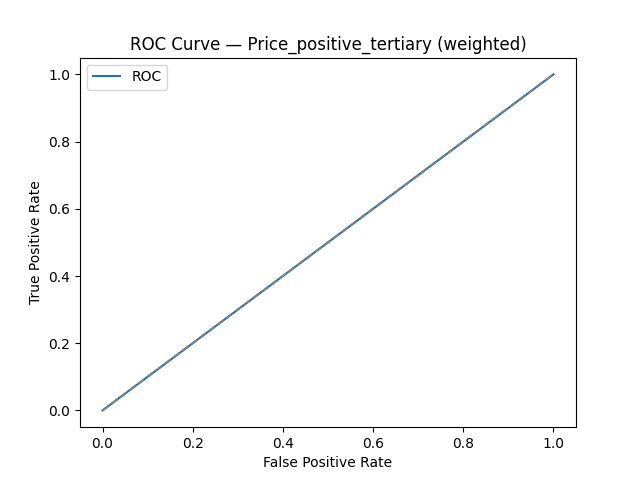 ROC Curve — Price_positive_tertiary (weighted)
ROC
1.0
0.8
0.6
0.4
0.2
0.0
True Positive Rate
0.0 0.2 0.4 0.6 0.8 1.0
False Positive Rate